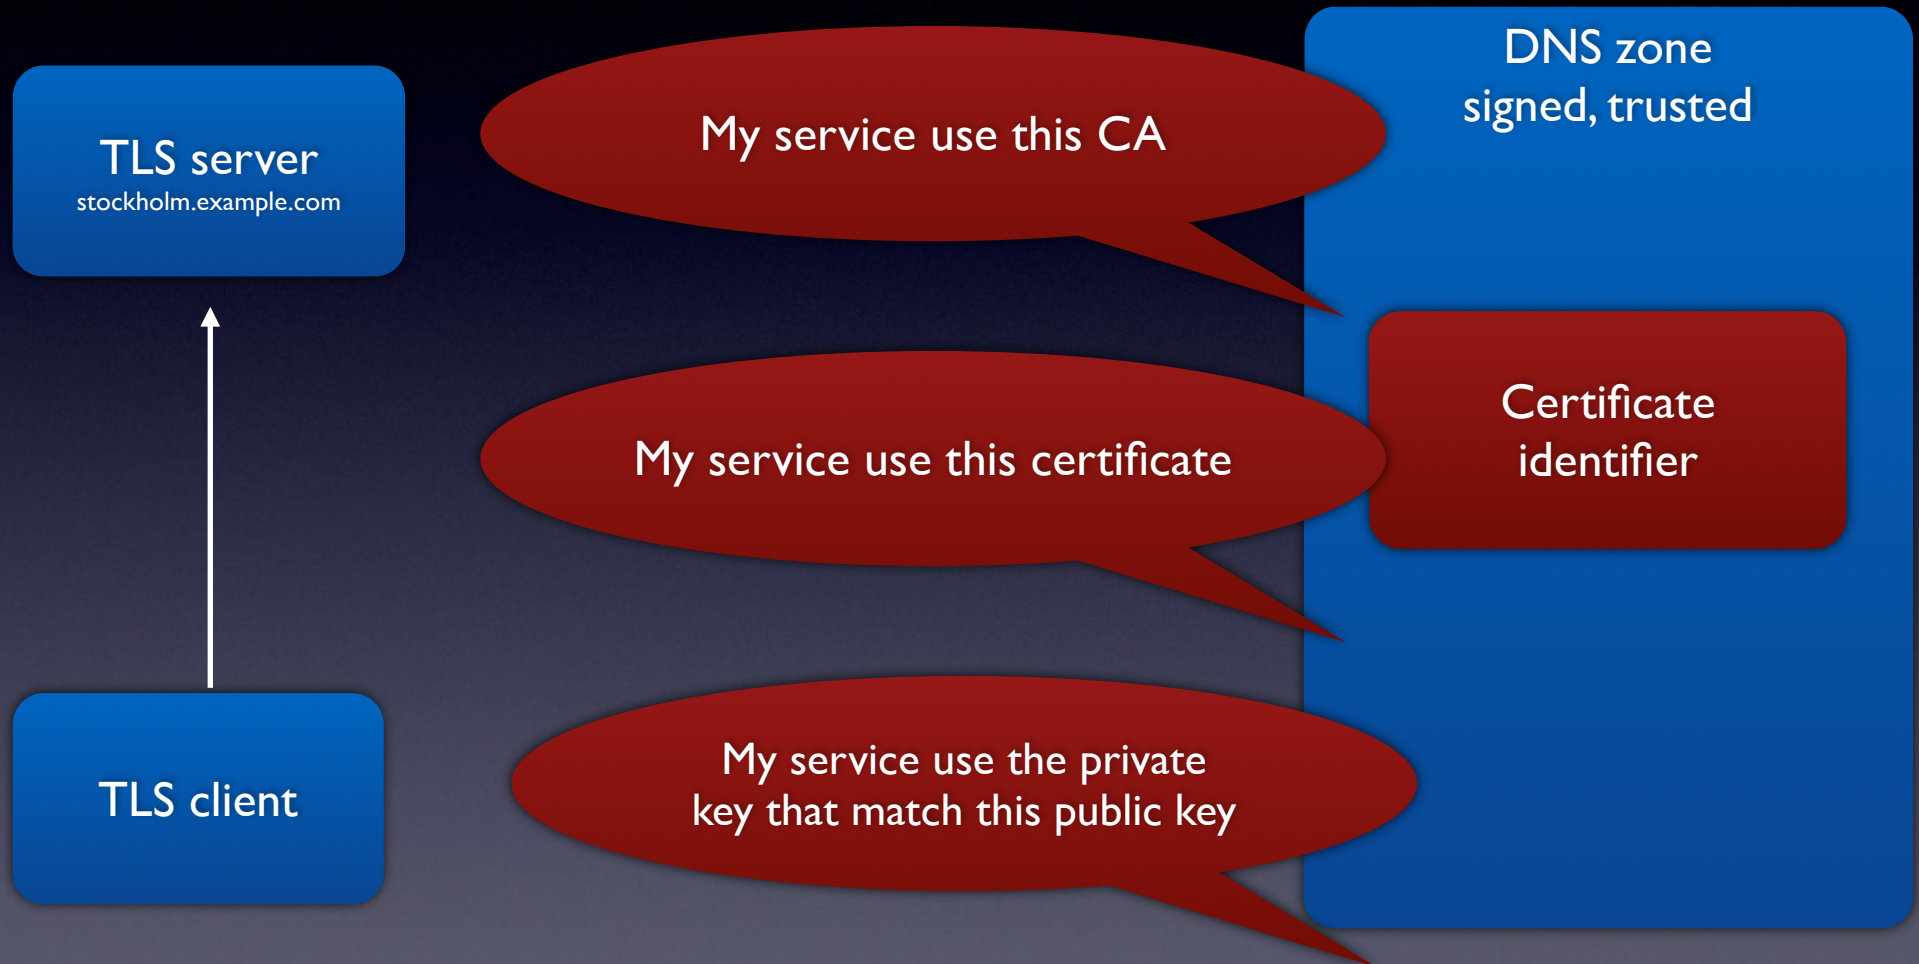 DNS zone
signed, trusted
My service use this CA
TLS server
stockholm.example.com
Certificate
identifier
My service use this certificate
My service use the private
key that match this public key
TLS client